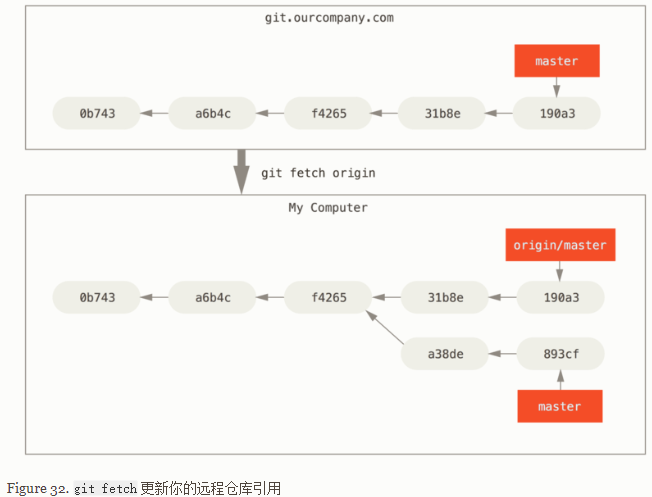 git.ourcompany.com
master
0b743 a6b4c f4265 31b8e 190a3
git fetch origin
My Computer
origin/master
0b743 a6b4c f4265 31b8e 190a3
a38de 893cf
master
Figure 32. git fetch 更新你的远程仓库引用